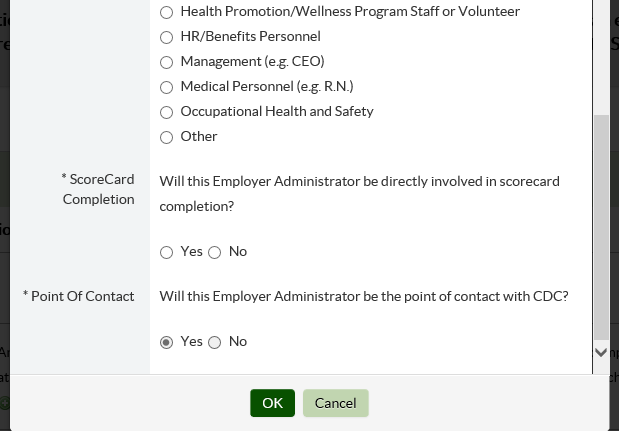 Health Promotion/Wellness Program Staff or Volunteer
HR/Benefits Personnel
Management (e.g. CEO)
Medical Personnel (e.g. R.N.)
Occupational Health and Safety
Other
* ScoreCard
Completion
Will this Employer Administrator be directly involved in scorecard
completion?
Yes No
* Point Of Contact
Will this Employer Administrator be the point of contact with CDC?
Yes No
OK Cancel